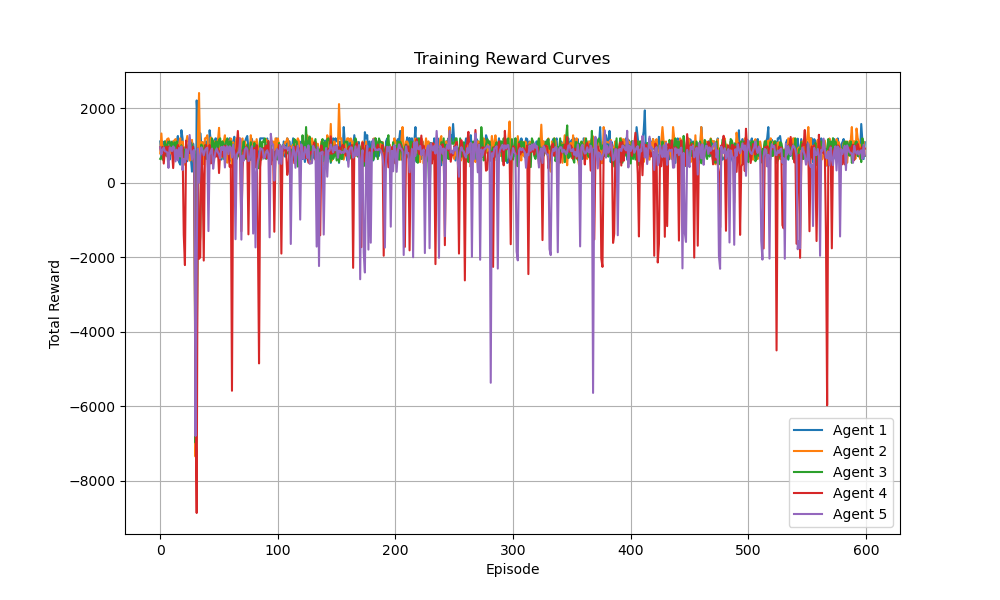 Training Reward Curves
Total Reward
2000
0
−2000
−4000
−6000
−8000
0 100 200 300 400 500 600
Episode
Agent 1
Agent 2
Agent 3
Agent 4
Agent 5